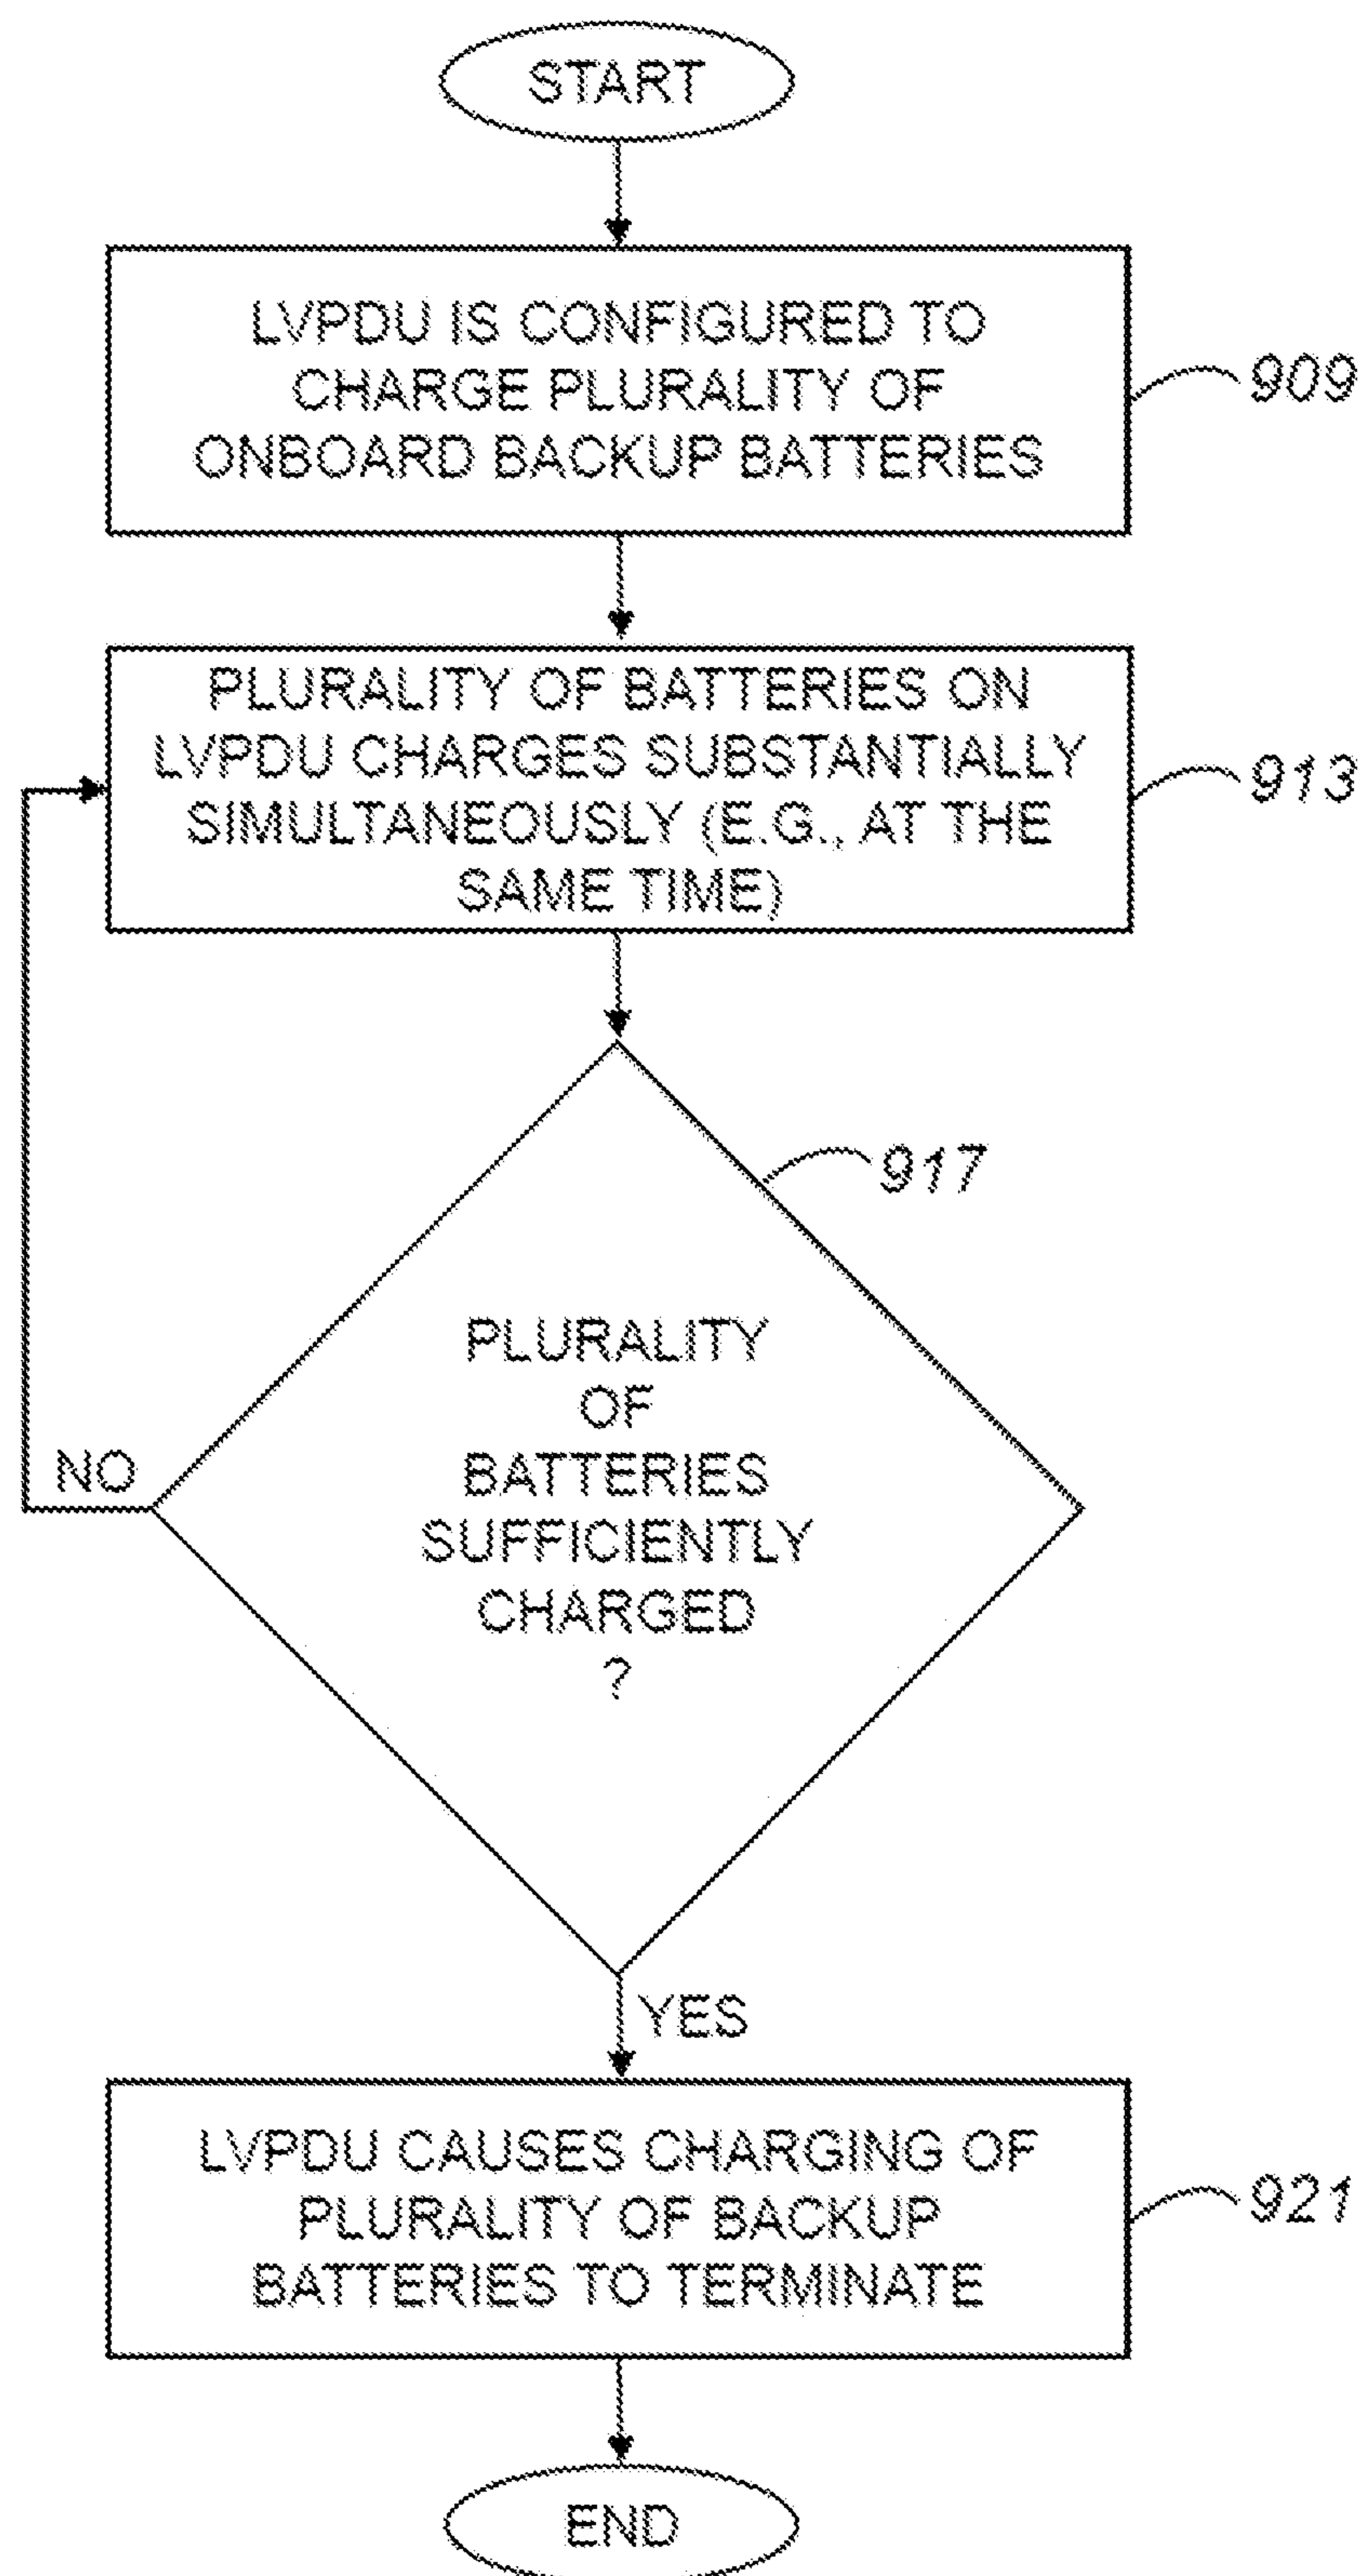 START
LVPDU IS CONFIGURED TO
CHARGE PLURALITY OF
ONBOARD BACKUP BATTERIES
909
PLURALITY OF BATTERIES ON
LVPDU CHARGES SUBSTANTIALLY
SIMULTANEOUSLY (E.G., AT THE
SAME TIME)
913
917
PLURALITY
OF
BATTERIES
SUFFICIENTLY
CHARGED
?
NO
YES
LVPDU CAUSES CHARGING OF
PLURALITY OF BACKUP
BATTERIES TO TERMINATE
921
END